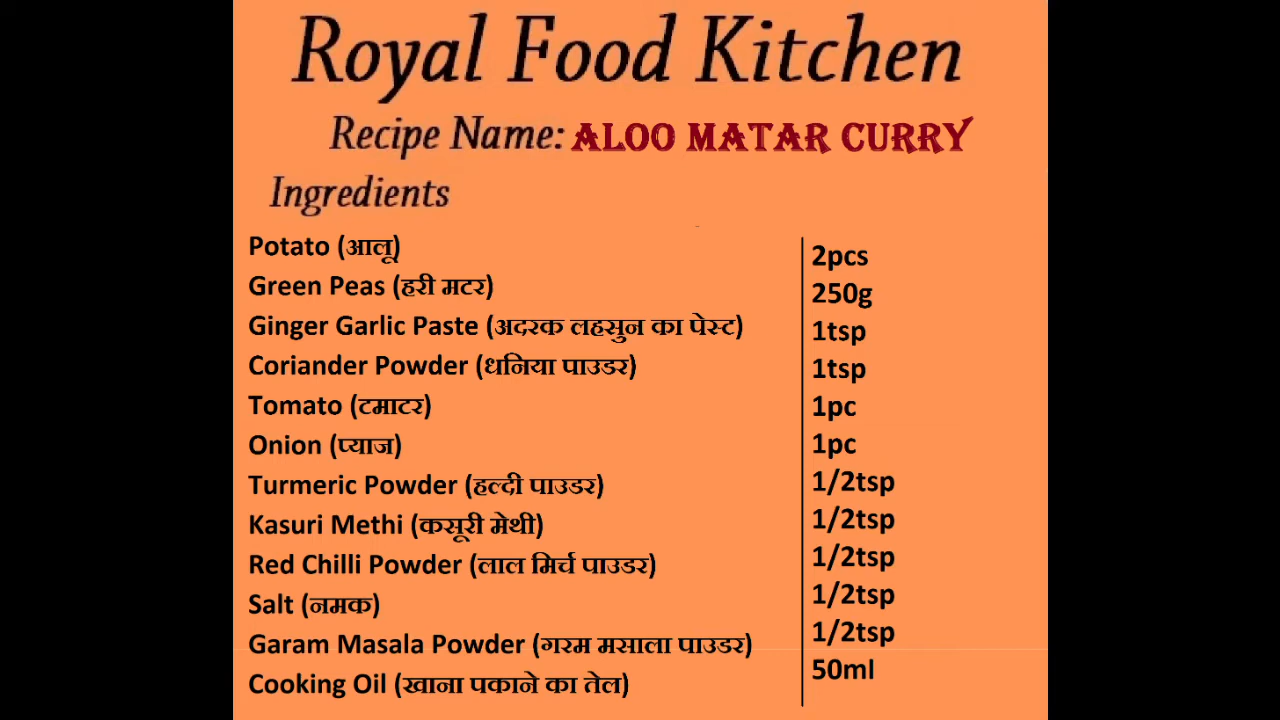 Royal Food Kitchen
Recipe Name: ALOO MATAR CURRY
Ingredients
Potato (आलू) 2pcs
Green Peas (हरी मटर) 250g
Ginger Garlic Paste (अदरक लहसुन का पेस्ट) 1tsp
Coriander Powder (धनिया पाउडर) 1tsp
Tomato (टमाटर) 1pc
Onion (प्याज) 1pc
Turmeric Powder (हल्दी पाउडर) 1/2tsp
Kasuri Methi (कसूरी मेथी) 1/2tsp
Red Chilli Powder (लाल मिर्च पाउडर) 1/2tsp
Salt (नमक) 1/2tsp
Garam Masala Powder (गरम मसाला पाउडर) 1/2tsp
Cooking Oil (खाना पकाने का तेल) 50ml